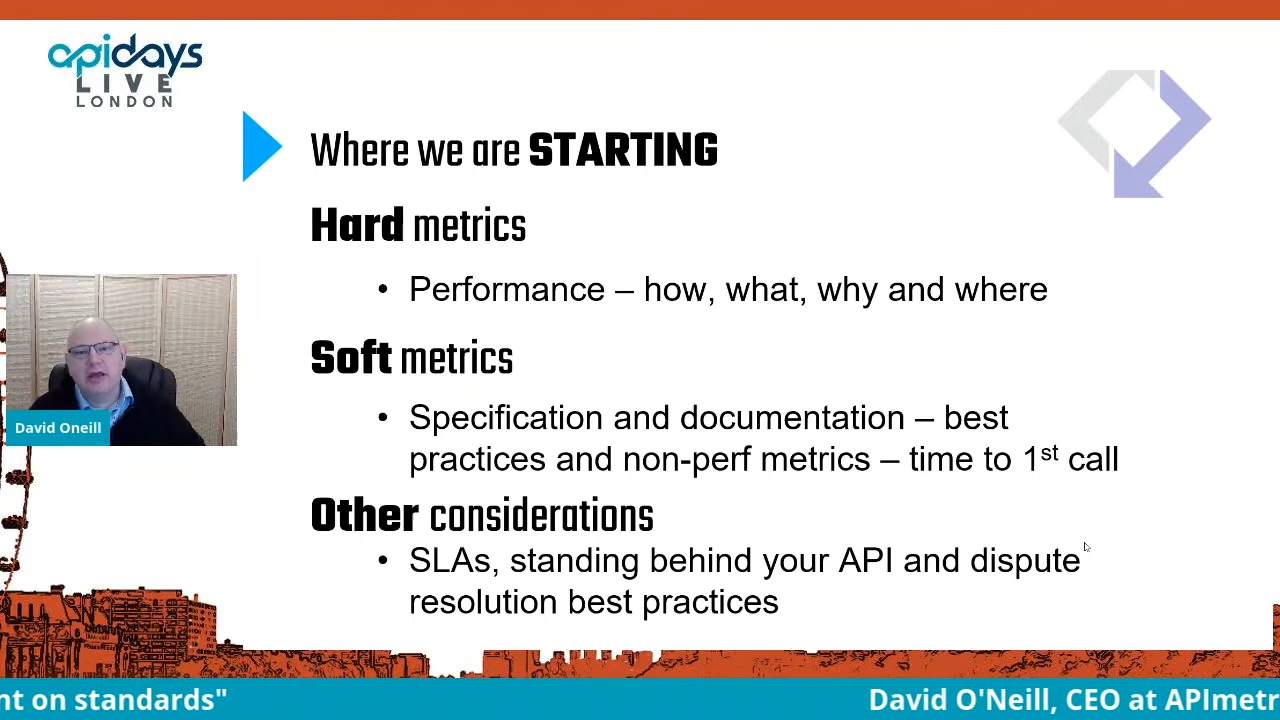 apidays
LIVE
LONDON
Where we are STARTING
Hard metrics
• Performance – how, what, why and where
Soft metrics
• Specification and documentation – best
practices and non-perf metrics – time to 1st call
Other considerations
• SLAs, standing behind your API and dispute
resolution best practices
David Oneill
nt on standards"
David O'Neill, CEO at APImetr